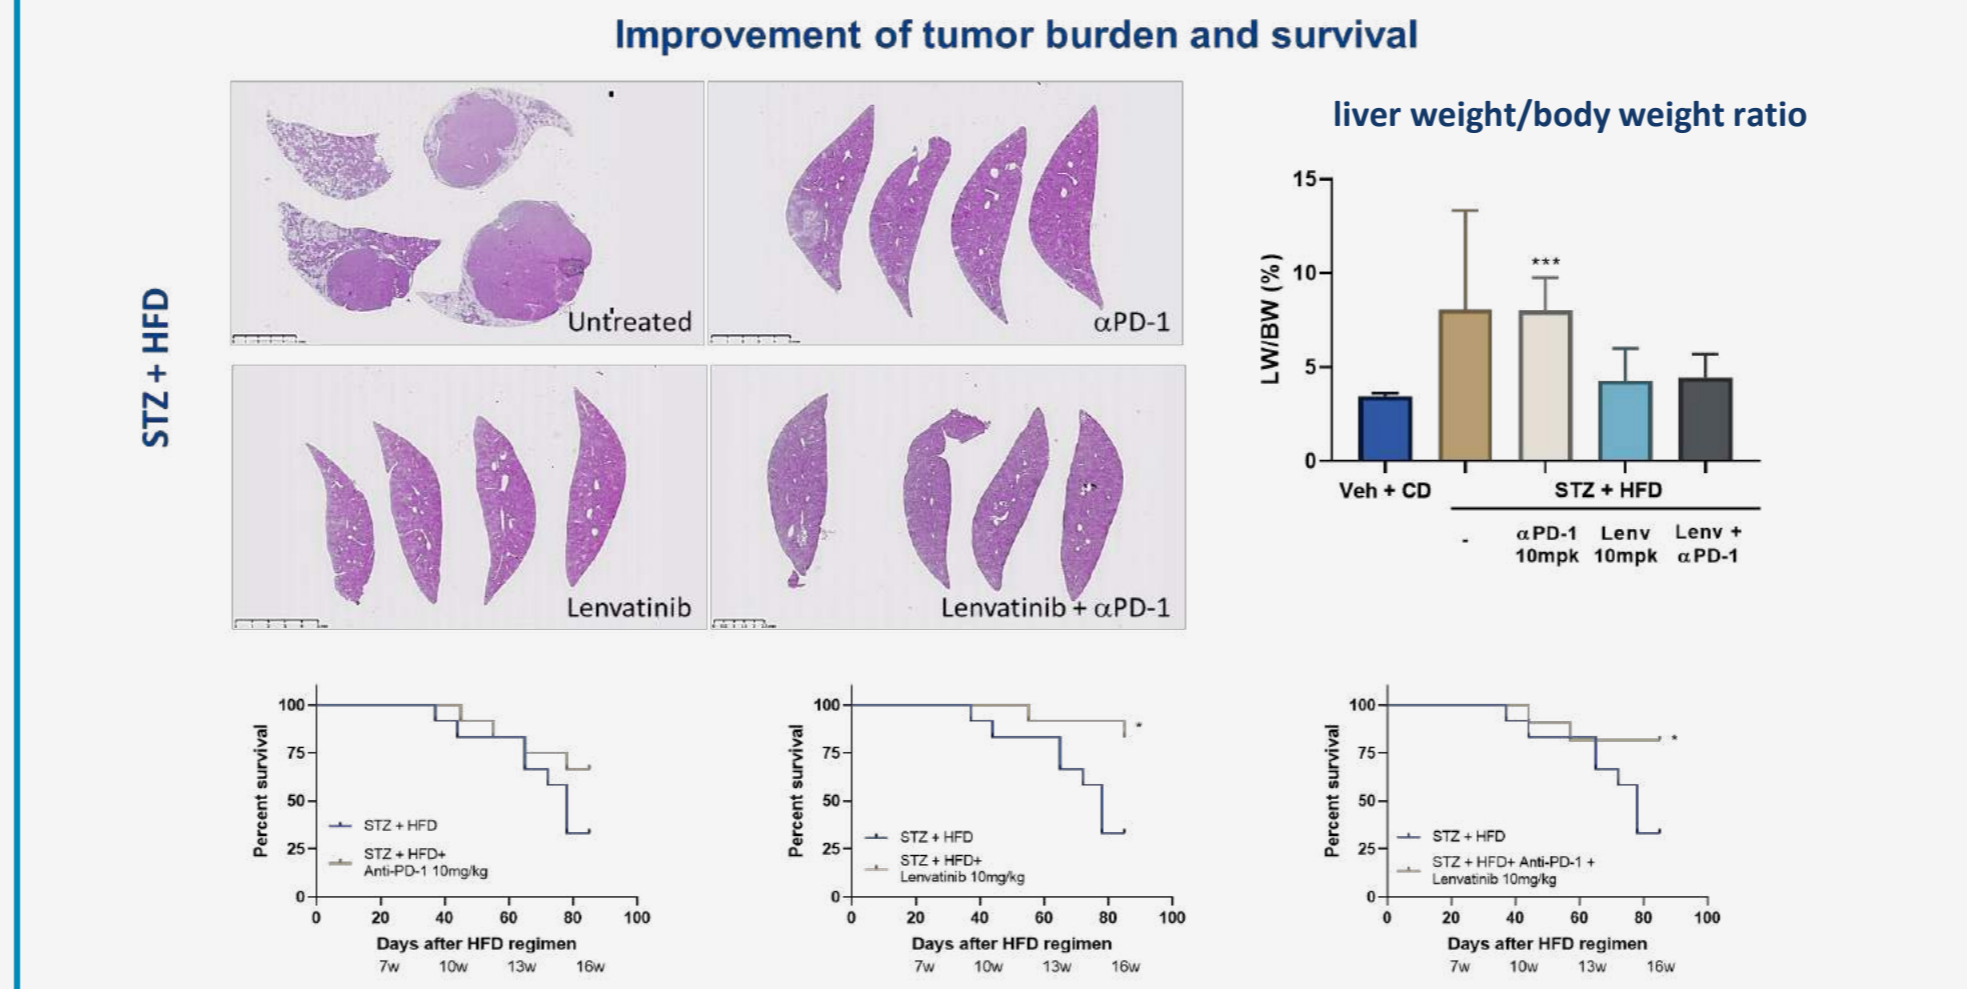 Improvement of tumor burden and survival
STZ + HFD
Untreated
αPD-1
Lenvatinib
Lenvatinib + αPD-1
liver weight/body weight ratio
LW/BW (%)
15
10
5
0
***
Veh + CD
STZ + HFD
-
αPD-1
10mpk
Lenv
10mpk
Lenv +
αPD-1
Percent survival
100
75
50
25
0
STZ + HFD
STZ + HFD+
Anti-PD-1 10mg/kg
0 20 40 60 80 100
Days after HFD regimen
7w 10w 13w 16w
Percent survival
100
75
50
25
0
*
STZ + HFD
STZ + HFD+
Lenvatinib 10mg/kg
0 20 40 60 80 100
Days after HFD regimen
7w 10w 13w 16w
Percent survival
100
75
50
25
0
*
STZ + HFD
STZ + HFD+ Anti-PD-1 +
Lenvatinib 10mg/kg
0 20 40 60 80 100
Days after HFD regimen
7w 10w 13w 16w